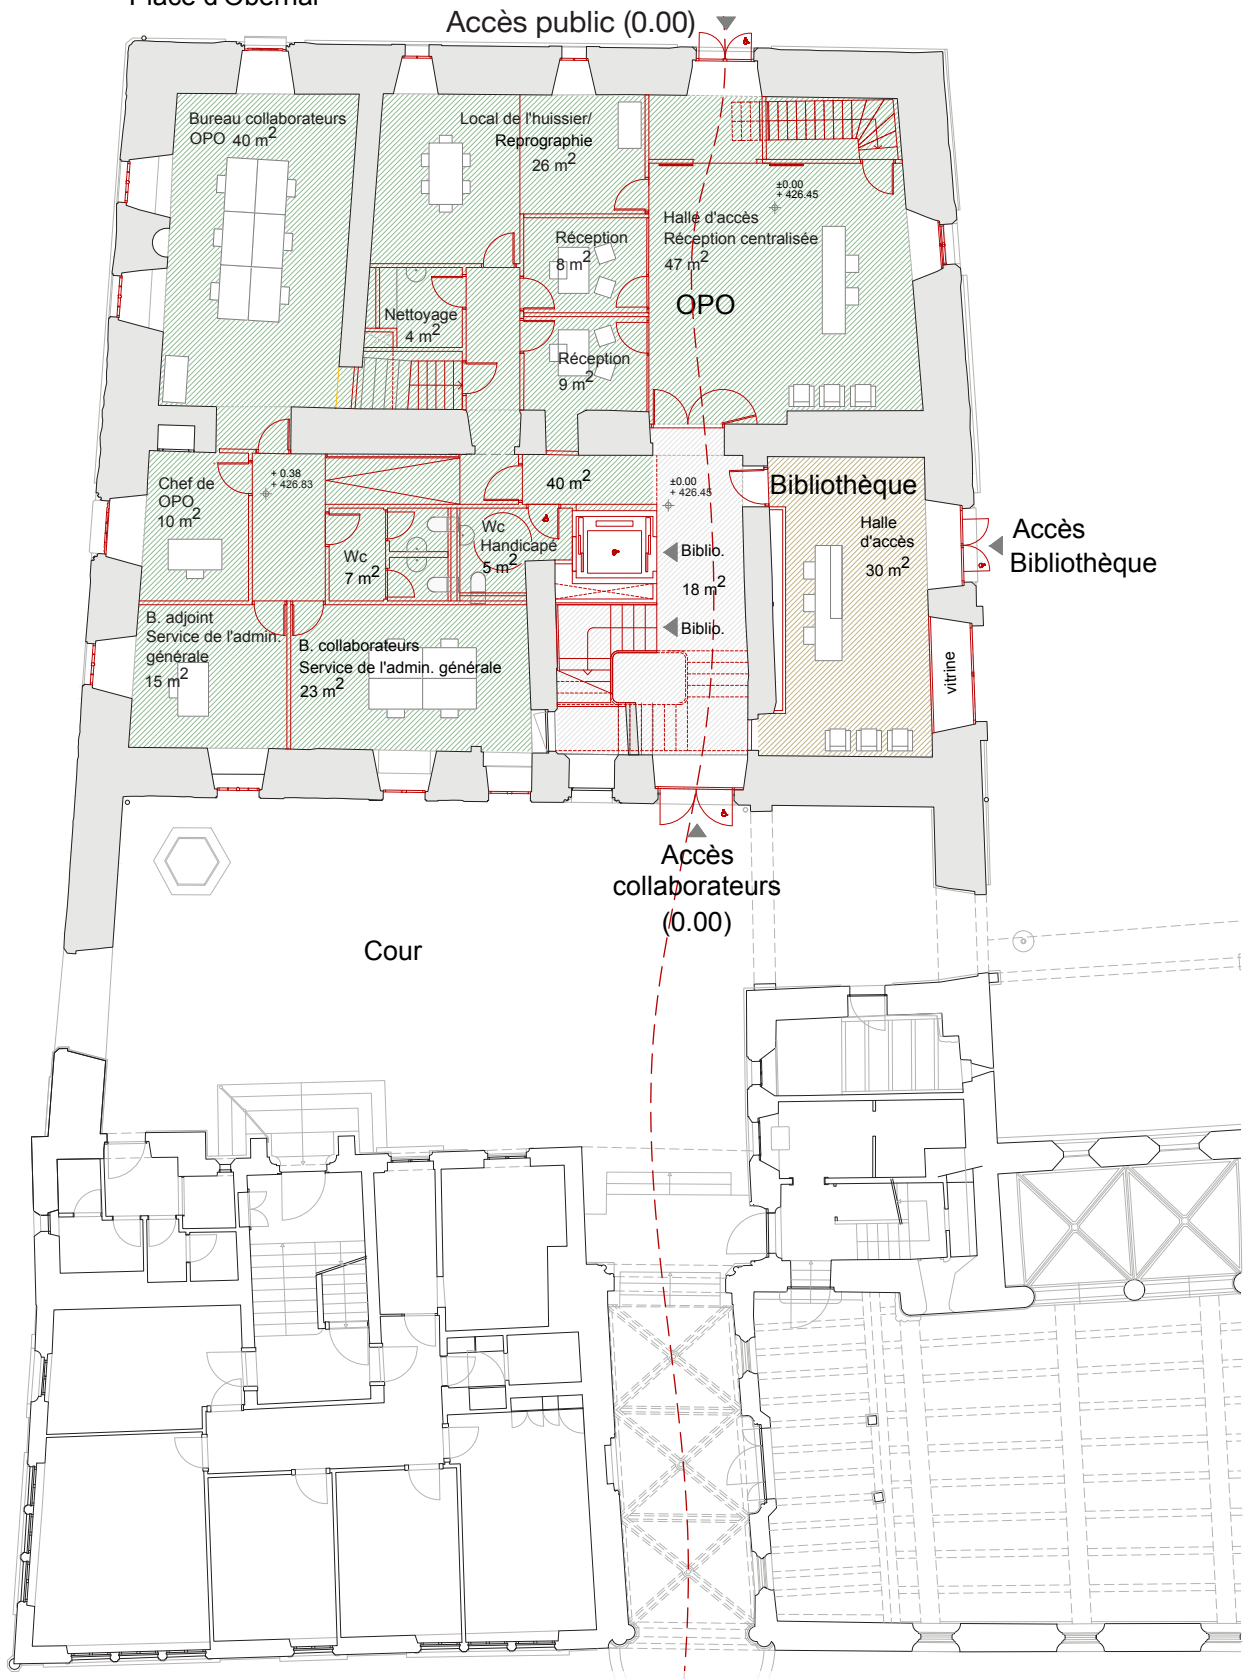 Place d'Obernai
Accès public (0.00)
Bureau collaborateurs
OPO 40 m2
Local de l'huissier/
Reprographie
26 m2
±0.00
+ 426.45
Halle d'accès
Réception centralisée
47 m2
OPO
Réception
8 m2
Nettoyage
4 m2
Réception
9 m2
Chef de
OPO
10 m2
+ 0.38
+ 426.83
40 m2
±0.00
+ 426.45
Bibliothèque
Halle
d'accès
30 m2
Accès
Bibliothèque
Wc
7 m2
Wc
Handicapé
5 m2
Biblio.
18 m2
Biblio.
B. adjoint
Service de l'admin.
générale
15 m2
B. collaborateurs
Service de l'admin. générale
23 m2
vitrine
Accès
collaborateurs
(0.00)
Cour